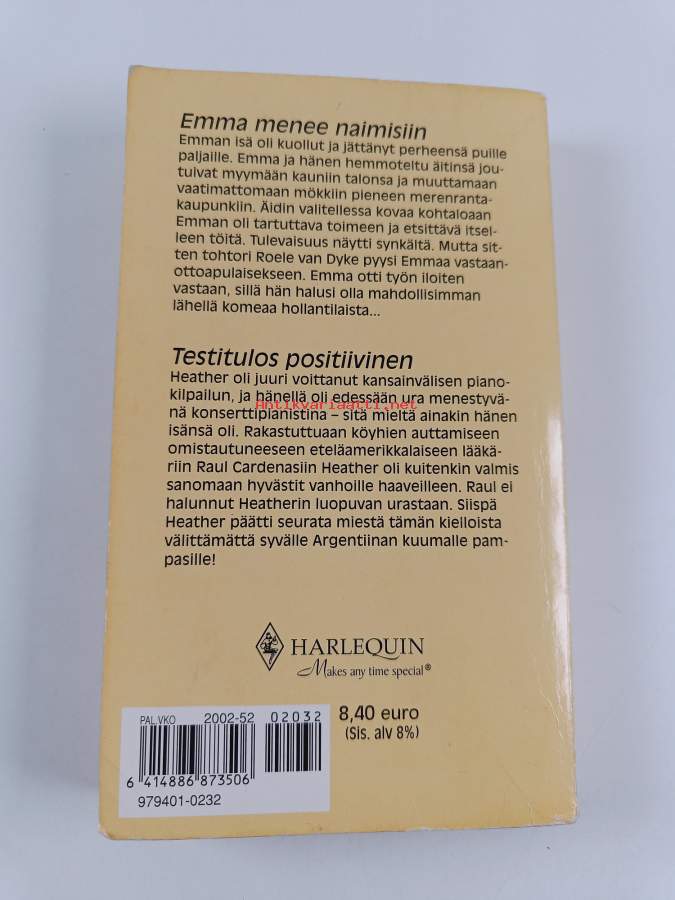 Emma menee naimisiin
Emman isä oli kuollut ja jättänyt perheensä puille
paljaille. Emma ja hänen hemmoteltu äitinsä jou-
tuivat myymään kauniin talonsa ja muuttamaan
vaatimattomaan mökkiin pieneen merenranta-
kaupunkiin. Äidin valitellessa kovaa kohtaloaan
Emman oli tartuttava toimeen ja etsittävä itsel-
leen töitä. Tulevaisuus näytti synkältä. Mutta sit-
ten tohtori Roele van Dyke pyysi Emmaa vastaan-
ottoapulaisekseen. Emma otti työn iloiten
vastaan, sillä hän halusi olla mahdollisimman
lähellä komeaa hollantilaista...
Testitulos positiivinen
Heather oli juuri voittanut kansainvälisen piano-
kilpailun, ja hänellä oli edessään ura menestyvä-
Antikvariaatti.net
nä konserttipianistina – sitä mieltä ainakin hänen
isänsä oli. Rakastuttuaan köyhien auttamiseen
omistautuneeseen eteläamerikkalaiseen lääkä-
riin Raul Cardenasiin Heather oli kuitenkin valmis
sanomaan hyvästit vanhoille haaveilleen. Raul ei
halunnut Heatherin luopuvan urastaan. Siispä
Heather päätti seurata miestä tämän kielloista
välittämättä syvälle Argentiinan kuumalle pam-
pasille!
HARLEQUIN
Makes any time special®
PAL.VKO 2002-52 02032
8,40 euro
(Sis. alv 8%)
6 414886 873506
979401-0232